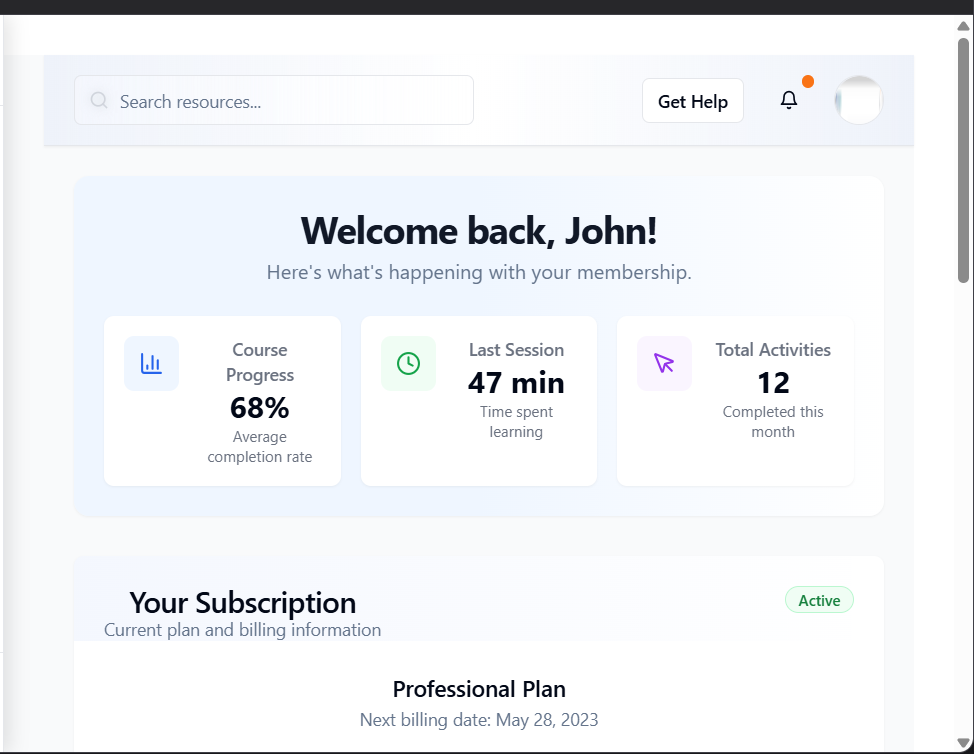 Search resources...
Get Help
Welcome back, John!
Here's what's happening with your membership.
Course
Progress
68%
Average
completion rate
Last Session
47 min
Time spent
learning
Total Activities
12
Completed this
month
Your Subscription
Active
Current plan and billing information
Professional Plan
Next billing date: May 28, 2023